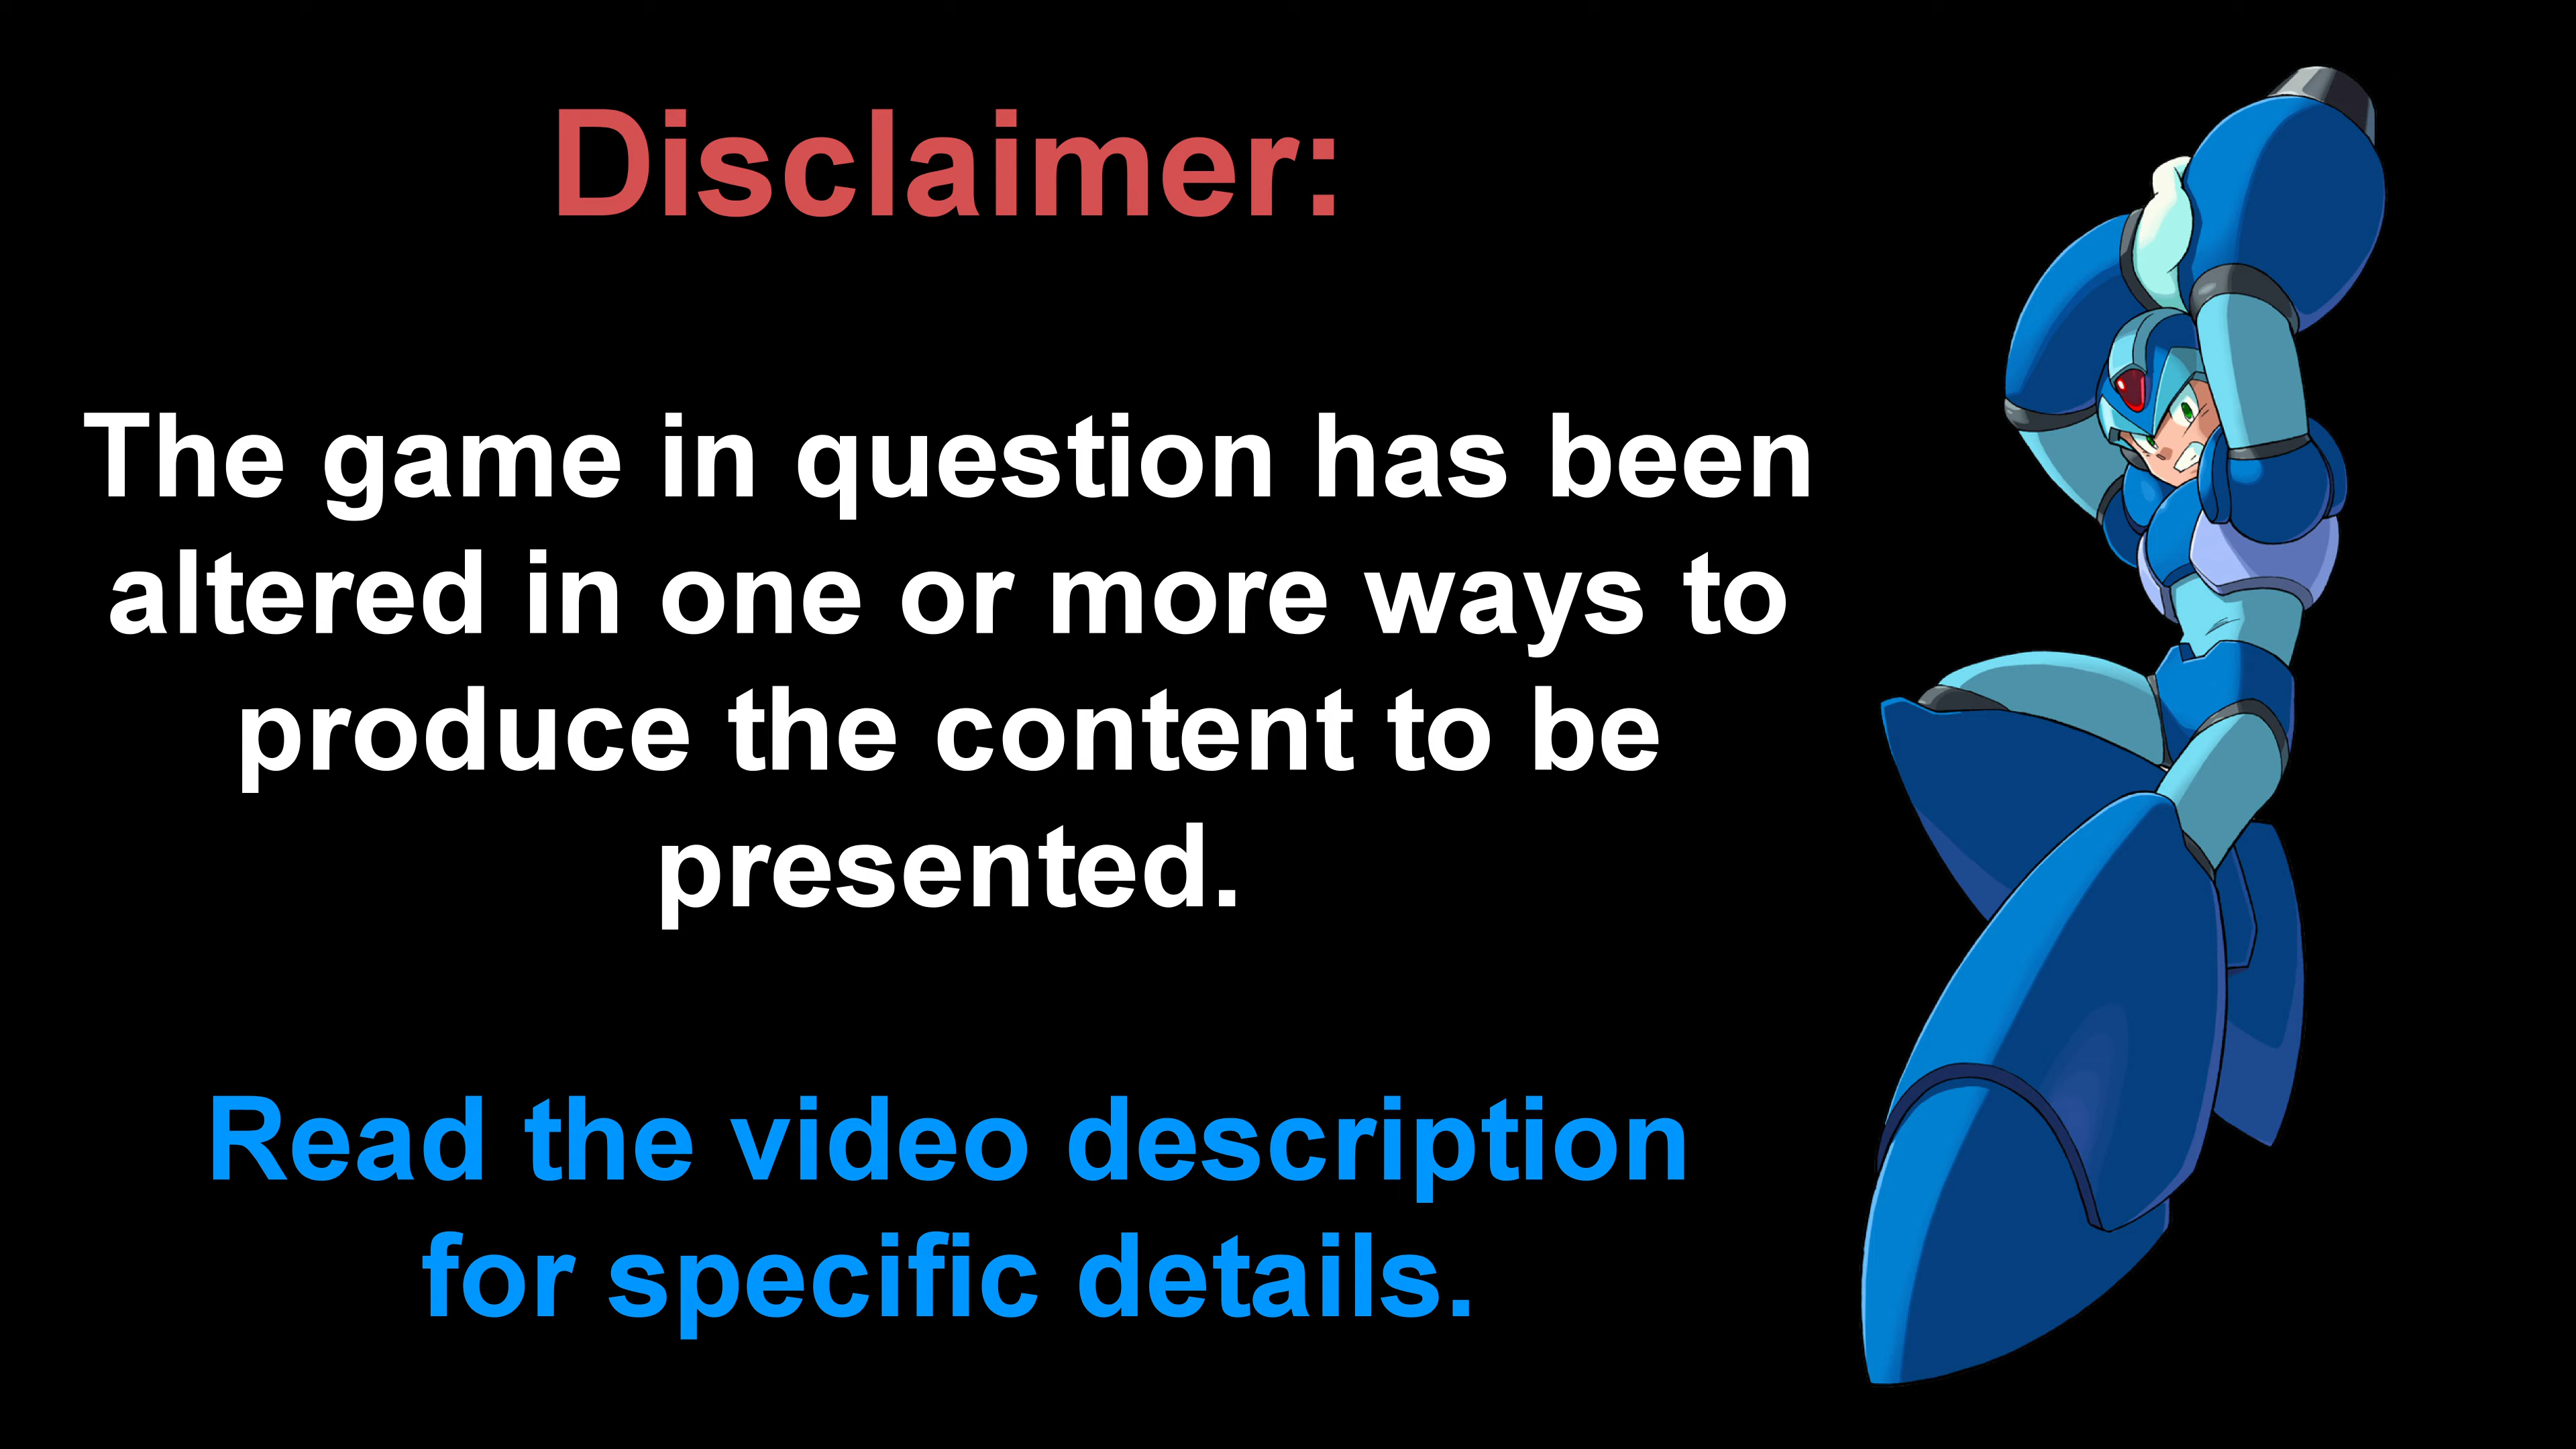 Disclaimer:
The game in question has been
altered in one or more ways to
produce the content to be
presented.
Read the video description
for specific details.